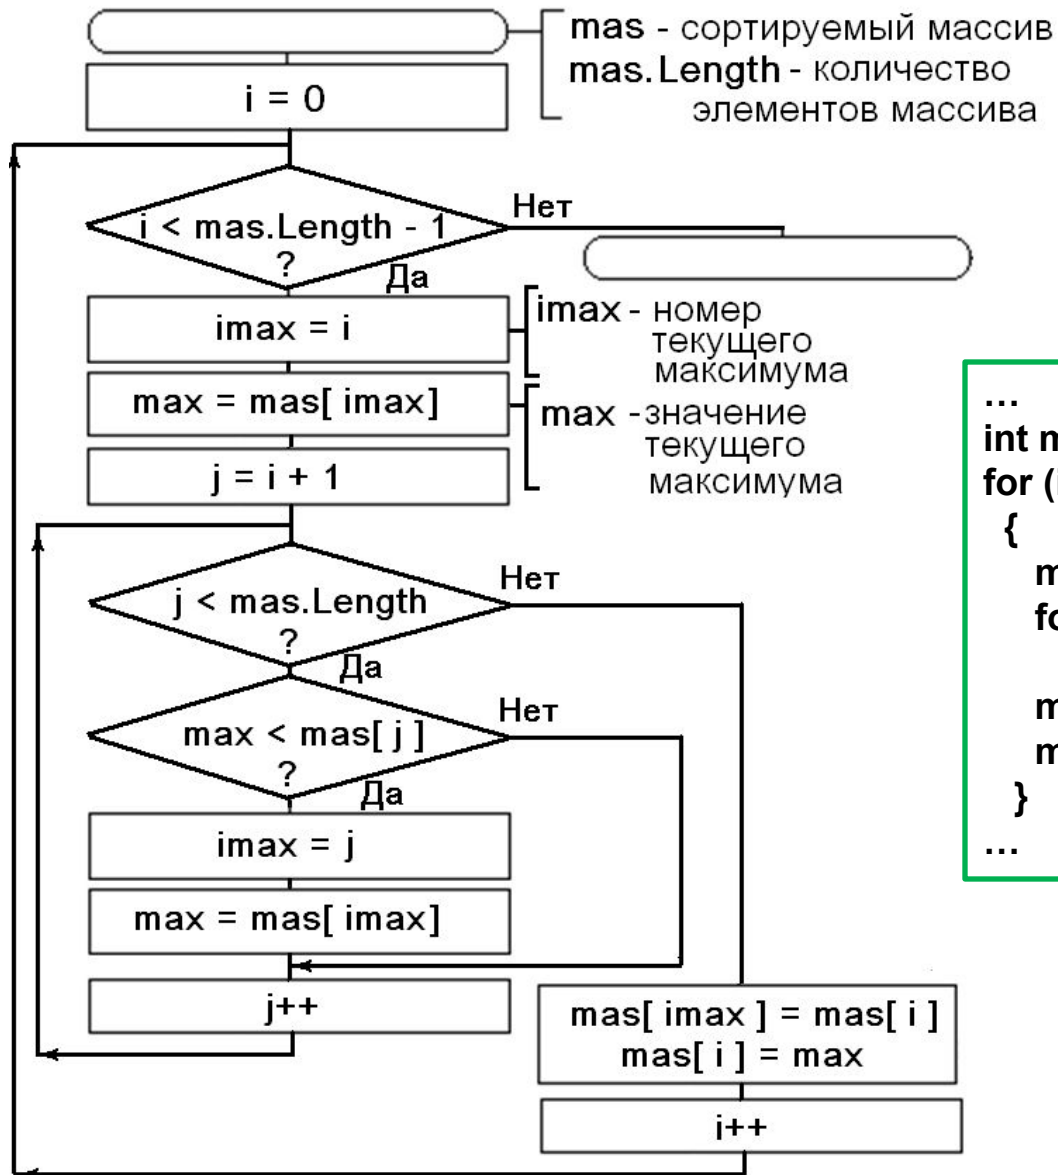 mas - сортируемый массив
mas.Length - количество
элементов массива
i = 0
i < mas.Length - 1
?
Нет
Да
imax = i
imax - номер
текущего
максимума
max = mas[ imax]
max -значение
текущего
максимума
j = i + 1
j < mas.Length
?
Нет
Да
max < mas[ j ]
?
Нет
Да
imax = j
max = mas[ imax]
j++
mas[ imax ] = mas[ i ]
mas[ i ] = max
i++
…
int
for
{
}
…